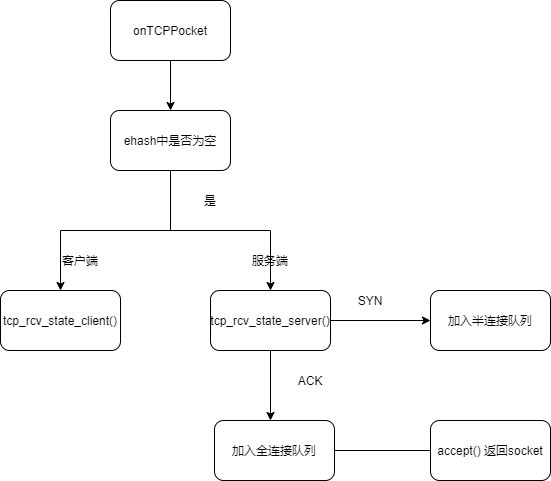 onTCPPocket
ehash中是否为空
是
客户端
服务端
tcp_rcv_state_client()
tcp_rcv_state_server()
SYN
加入半连接队列
ACK
加入全连接队列
accept() 返回socket